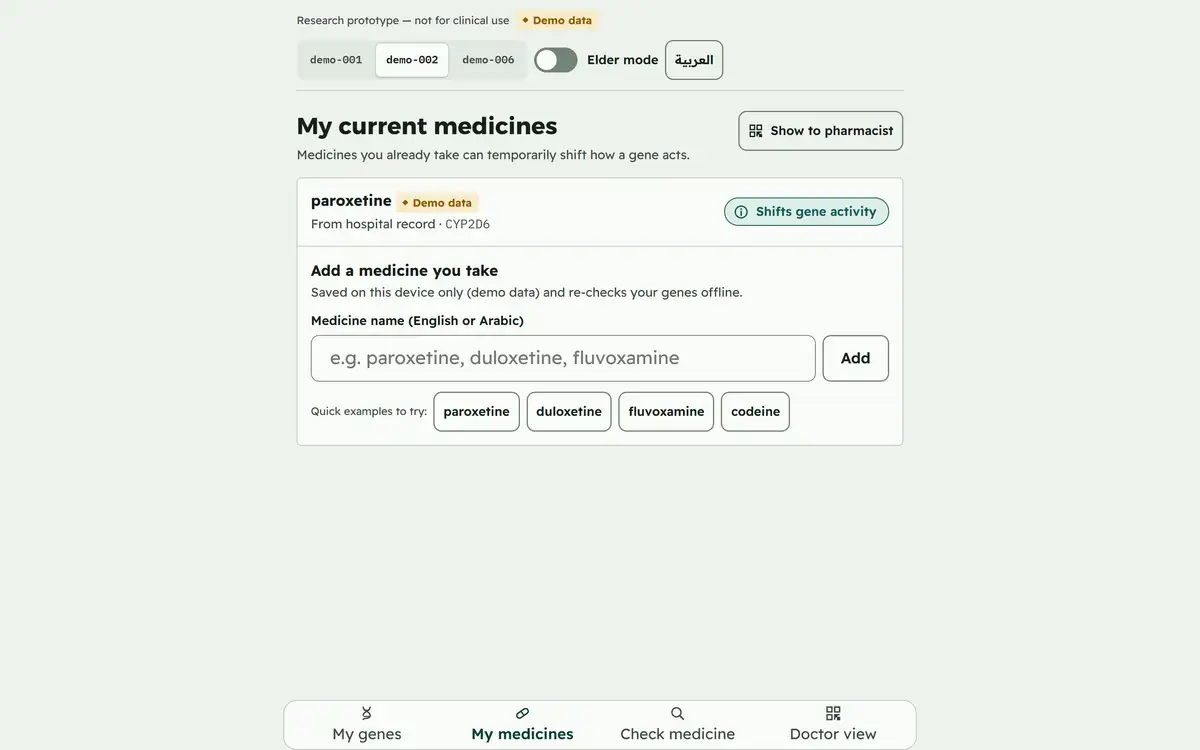 Research prototype — not for clinical use ◆ Demo data
demo-001 demo-002 demo-006 Elder mode العربية
My current medicines
Show to pharmacist
Medicines you already take can temporarily shift how a gene acts.
paroxetine ◆ Demo data
Shifts gene activity
From hospital record · CYP2D6
Add a medicine you take
Saved on this device only (demo data) and re-checks your genes offline.
Medicine name (English or Arabic)
e.g. paroxetine, duloxetine, fluvoxamine Add
Quick examples to try: paroxetine duloxetine fluvoxamine codeine
My genes My medicines Check medicine Doctor view